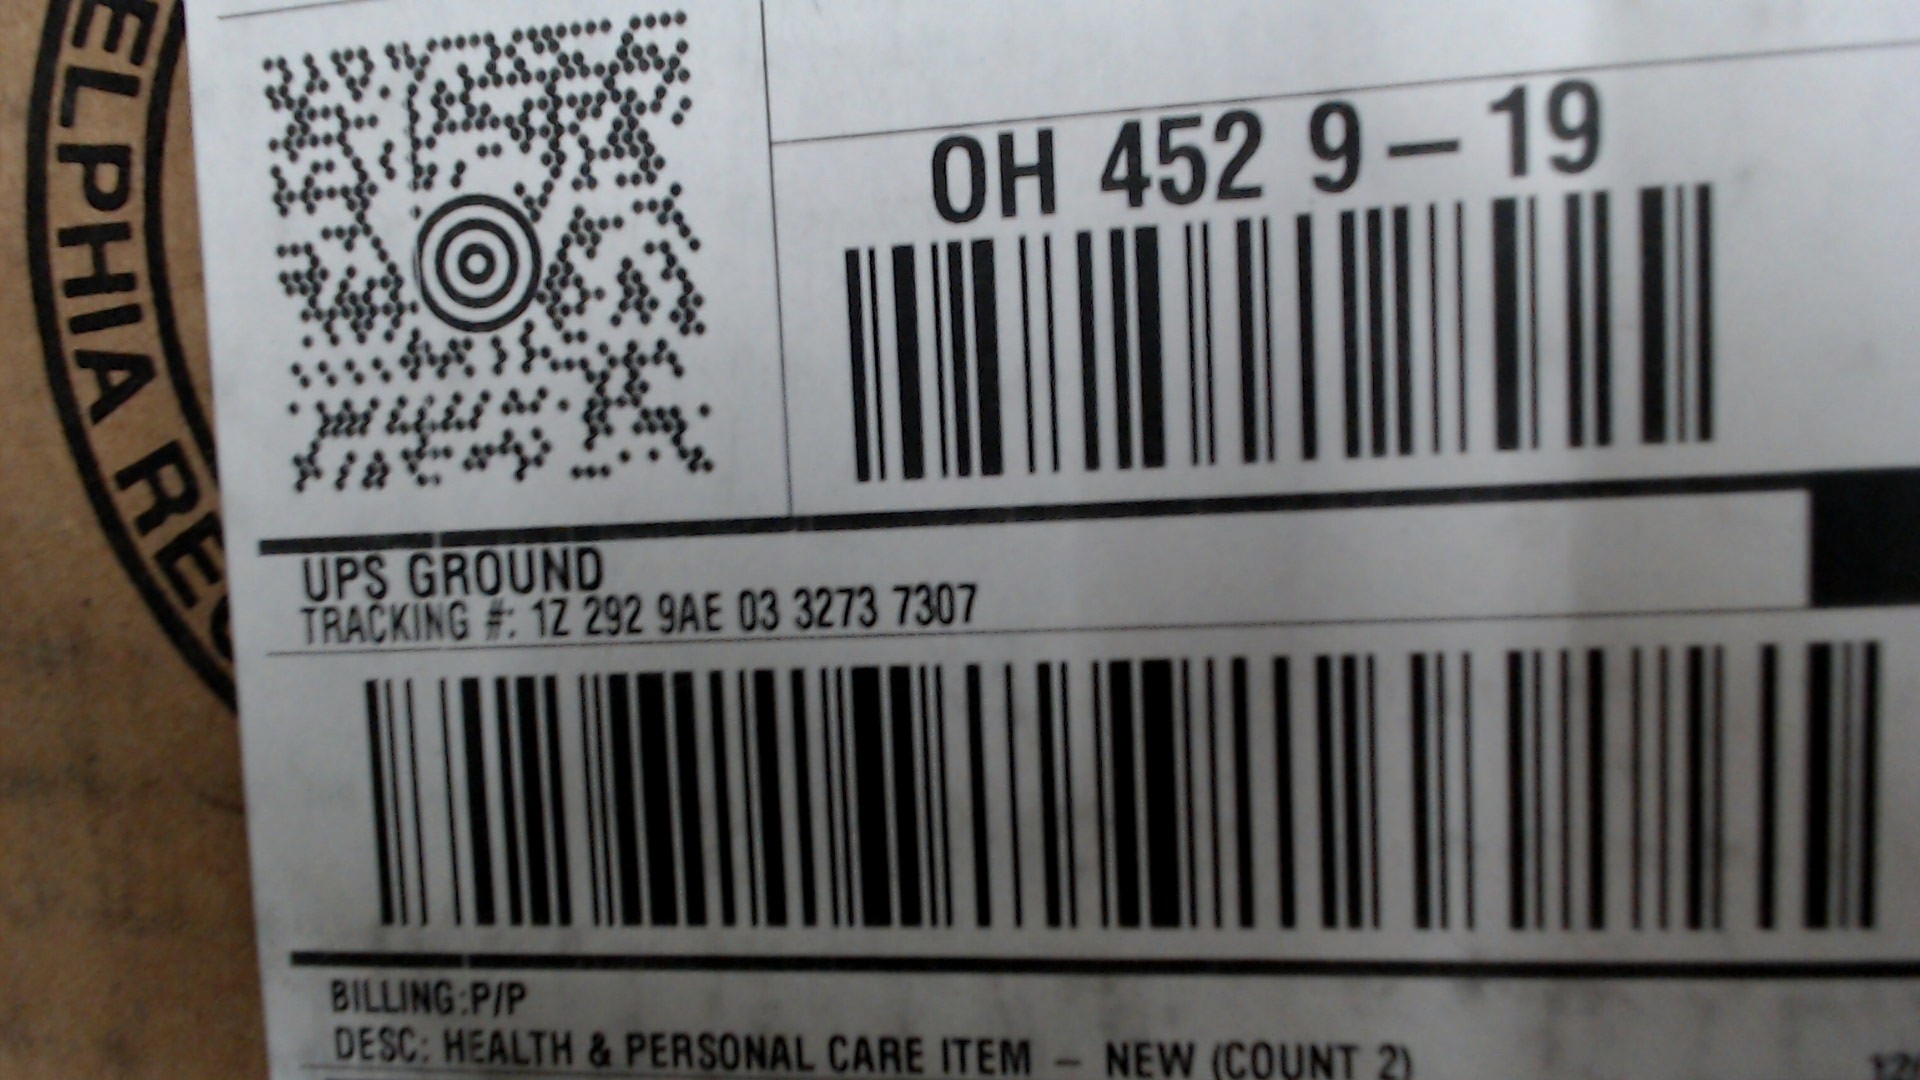 ELPHIA REC
OH 452 9-19
UPS GROUND
TRACKING #: 1Z 292 9AE 03 3273 7307
BILLING:P/P
DESC: HEALTH & PERSONAL CARE ITEM - NEW (COUNT 2)